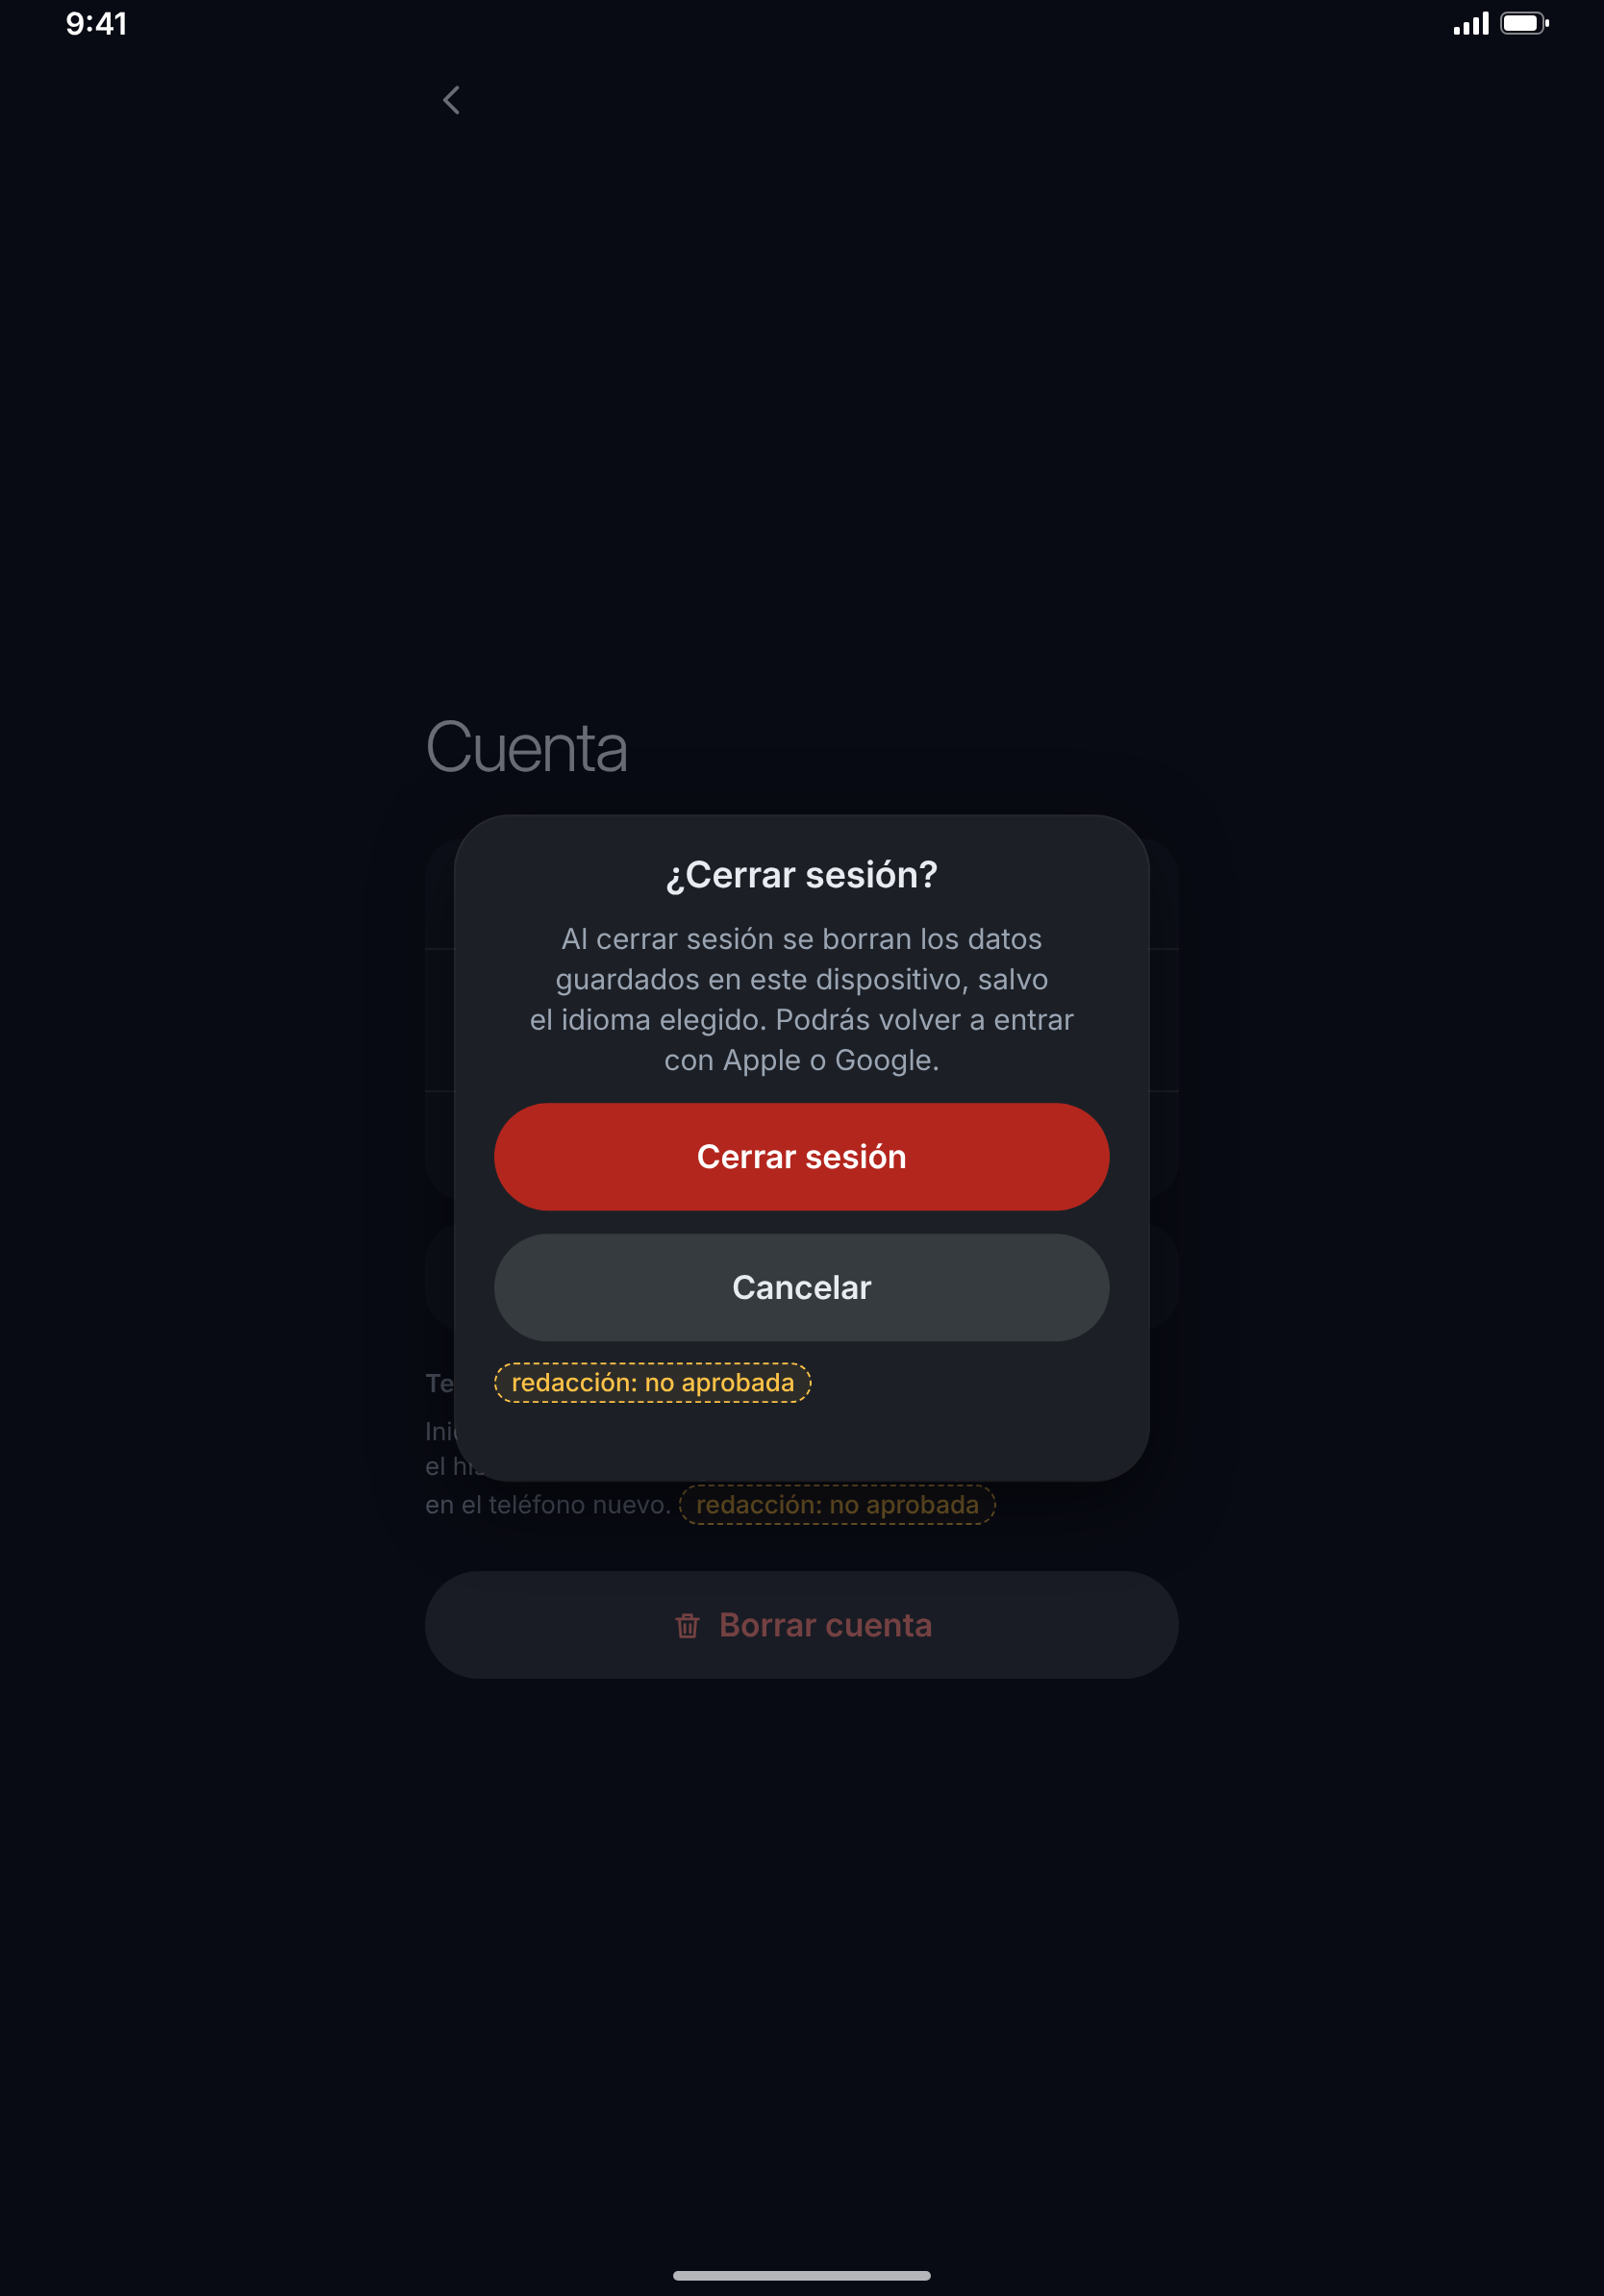 9:41
Cuenta
¿Cerrar sesión?
Al cerrar sesión se borran los datos
guardados en este dispositivo, salvo
el idioma elegido. Podrás volver a entrar
con Apple o Google.
Cerrar sesión
Cancelar
redacción: no aprobada
el
en el teléfono nuevo. redacción: no aprobada
Borrar cuenta